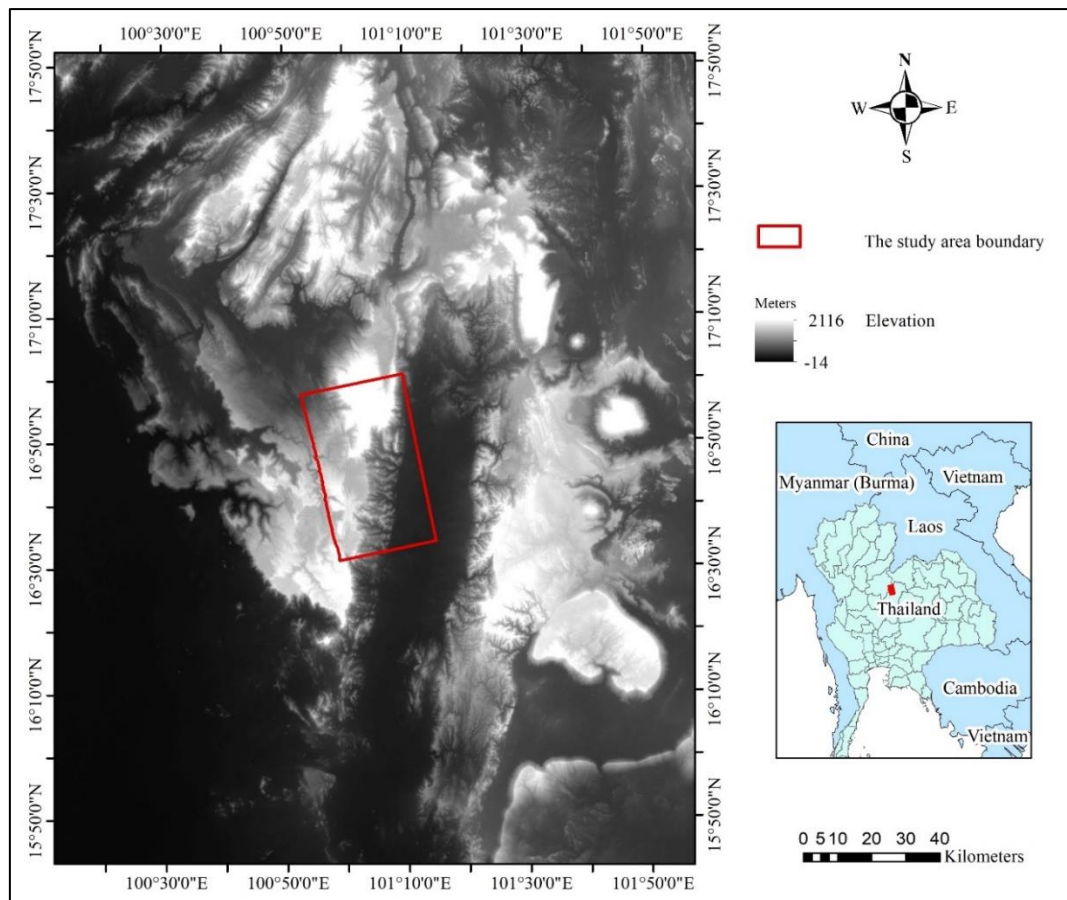 100°30'0"E 100°50'0"E 101°10'0"E 101°30'0"E 101°50'0"E
17°50'0"N
17°30'0"N
17°10'0"N
16°50'0"N
16°30'0"N
16°10'0"N
15°50'0"N
17°50'0"N
17°30'0"N
17°10'0"N
16°50'0"N
16°30'0"N
16°10'0"N
15°50'0"N
100°30'0"E 100°50'0"E 101°10'0"E 101°30'0"E 101°50'0"E
N
W E
S
The study area boundary
Meters
2116 Elevation
-14
China
Myanmar (Burma) Vietnam
Laos
Thailand
Cambodia
Vietnam
0 5 10 20 30 40
Kilometers